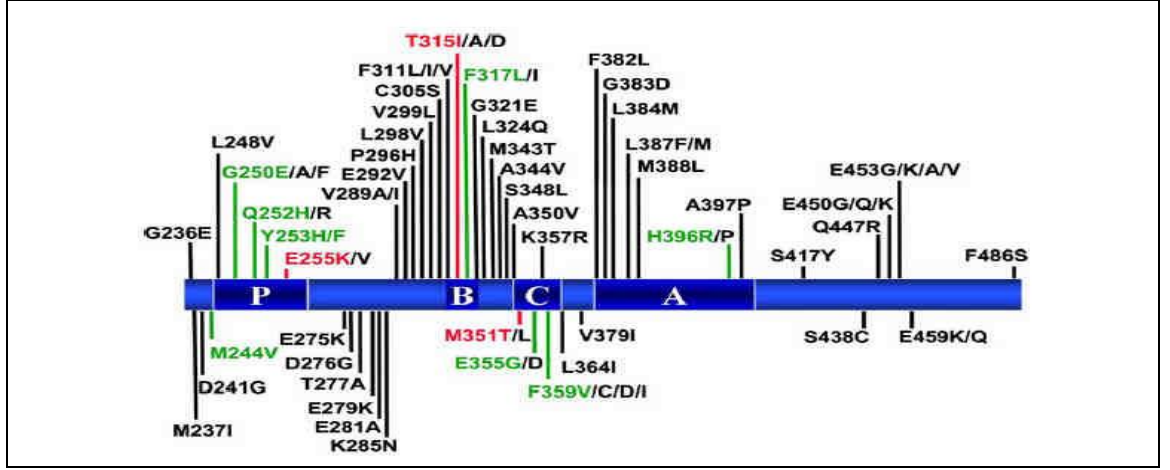 T315I/A/D
F311L/I/V
F317L/I
C305S
G321E
V299L
L324Q
L298V
M343T
P296H
A344V
E292V
S348L
V289A/I
A350V
K357R
L248V
G250E/A/F
Q252H/R
Y253H/F
G236E
E255K/V
F382L
G383D
L384M
L387F/M
M388L
A397P
H396R/P
E453G/K/A/V
E450G/Q/K
Q447R
S417Y
F486S
P
B
C
A
M244V
D241G
M237I
E275K
D276G
T277A
E279K
E281A
K285N
M351T/L
E355G/D
F359V/C/D/I
L364I
V379I
S438C
E459K/Q